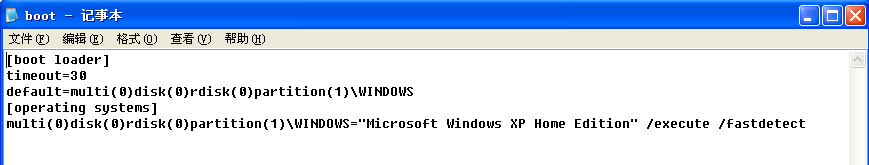 boot - 记事本
文件(F) 编辑(E) 格式(O) 查看(V) 帮助(H)
[boot loader]
timeout=30
default=multi(0)disk(0)rdisk(0)partition(1)\WINDOWS
[operating systems]
multi(0)disk(0)rdisk(0)partition(1)\WINDOWS="Microsoft Windows XP Home Edition" /execute /fastdetect